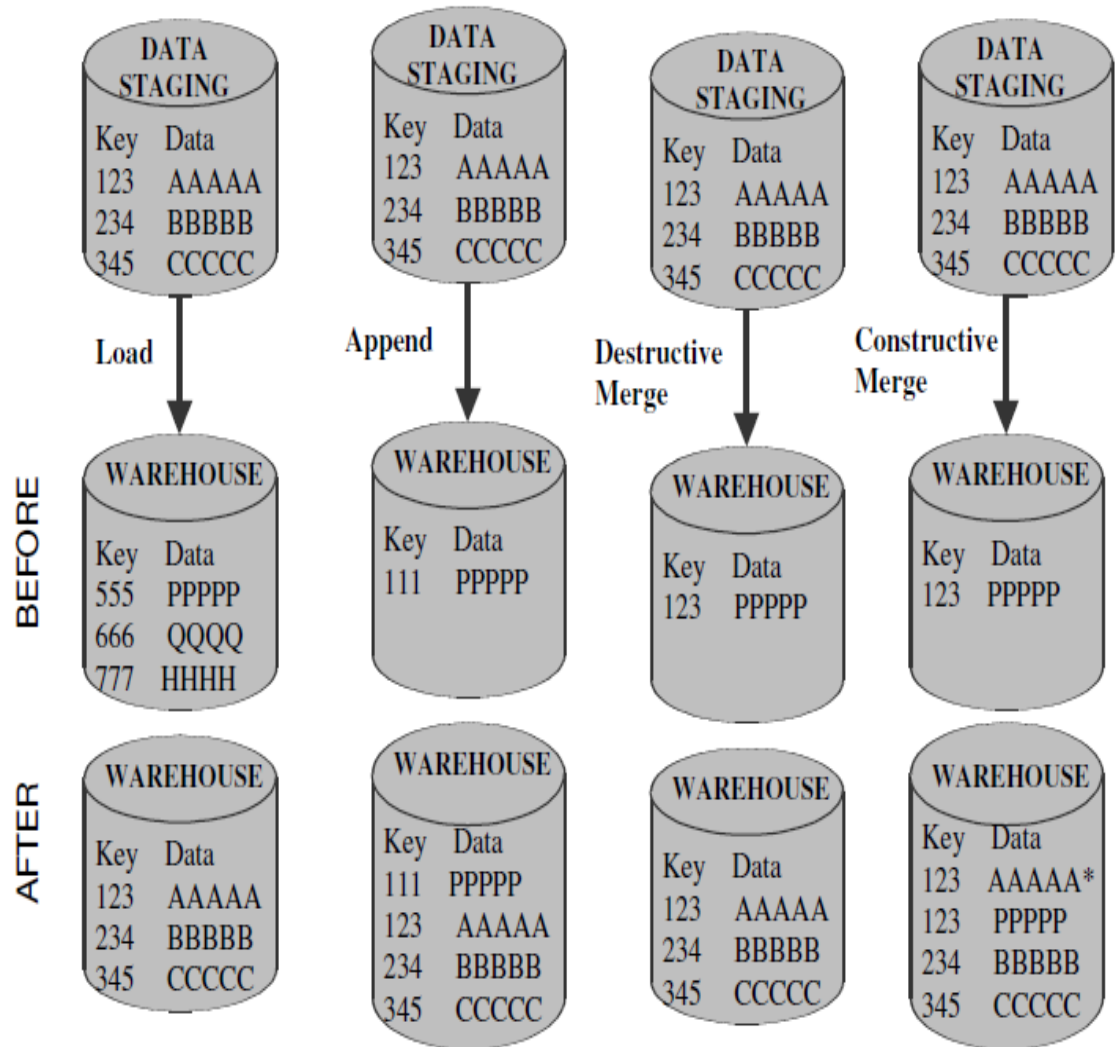 DATA
STAGING
Key Data
123 AAAAA
234 BBBBB
345 CCCCC
DATA
STAGING
Key Data
123 AAAAA
234 BBBBB
345 CCCCC
DATA
STAGING
Key Data
123 AAAAA
234 BBBBB
345 CCCCC
DATA
STAGING
Key Data
123 AAAAA
234 BBBBB
345 CCCCC
Load
Append
Destructive
Merge
Constructive
Merge
BEFORE
WAREHOUSE
Key Data
555 PPPPP
666 QQQQ
777 HHHH
WAREHOUSE
Key Data
111 PPPPP
WAREHOUSE
Key Data
123 PPPPP
WAREHOUSE
Key Data
123 PPPPP
AFTER
WAREHOUSE
Key Data
123 AAAAA
234 BBBBB
345 CCCCC
WAREHOUSE
Key Data
111 PPPPP
123 AAAAA
234 BBBBB
345 CCCCC
WAREHOUSE
Key Data
123 AAAAA
234 BBBBB
345 CCCCC
WAREHOUSE
Key Data
123 AAAAA*
123 PPPPP
234 BBBBB
345 CCCCC